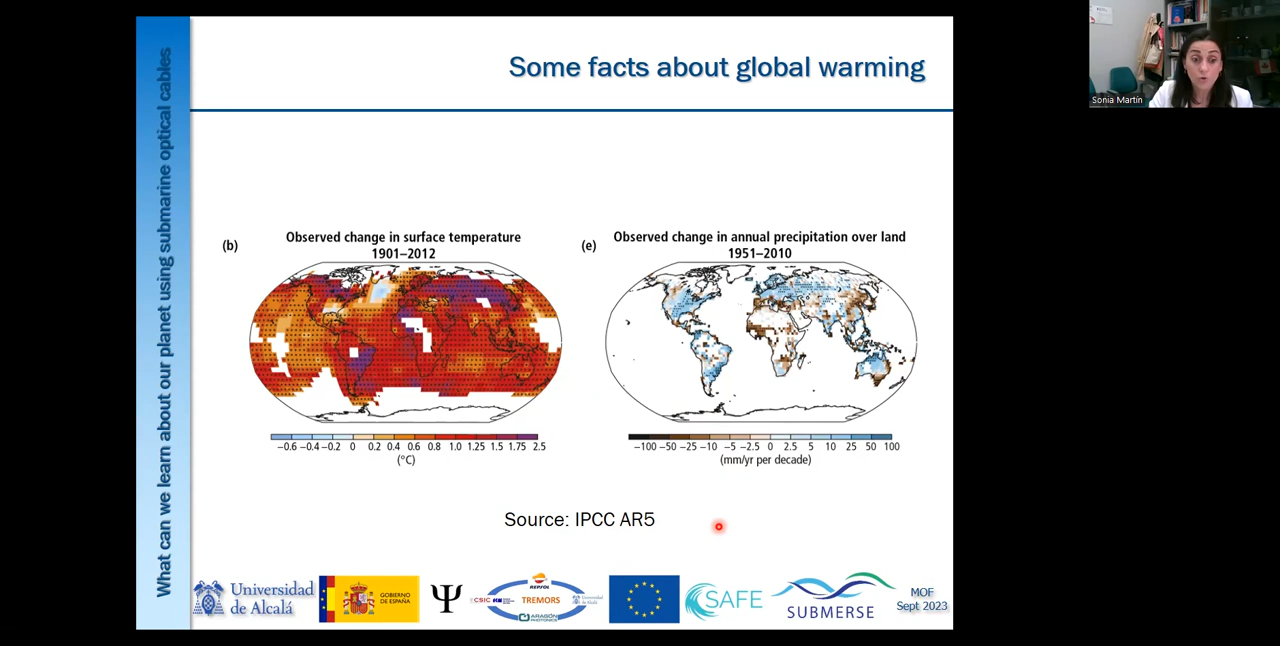 Some facts about global warming
What can we learn about our planet using submarine optical cables
Sonia Martín
(b)
Observed change in surface temperature
1901–2012
−0.6 −0.4 −0.2 0 0.2 0.4 0.6 0.8 1.0 1.25 1.5 1.75 2.5
(°C)
(e)
Observed change in annual precipitation over land
1951–2010
−100 −50 −25 −10 −5 −2.5 0 2.5 5 10 25 50 100
(mm/yr per decade)
Source: IPCC AR5
Universidad
de Alcalá
GOBIERNO
DE ESPAÑA
Ψ
REPSOL
CSIC
TREMORS
Universidad
de Alcalá
ARAGÓN
PHOTONICS
SAFE
SUBMERSE
MOF
Sept 2023